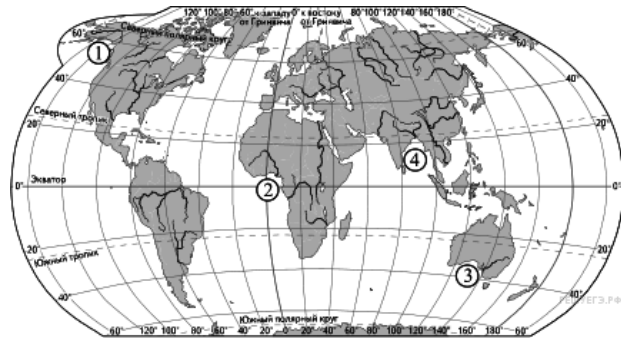 120° 100° 80° 60° к западу 0° к востоку 60° 80° 100° 120° 140° 160° 180°
от Гринвича от Гринвича
Северный полярный круг
60°
1
40°
40°
Северный тропик
20°
20°
4
Экватор
0°
2
0°
20°
20°
Южный тропик
3
40°
40°
РЕШУЕГЭ.РФ
Южный полярный круг
60° 120° 100° 80° 60° 40° 20° 0° 20° 40° 60° 80° 100° 120° 140° 60°